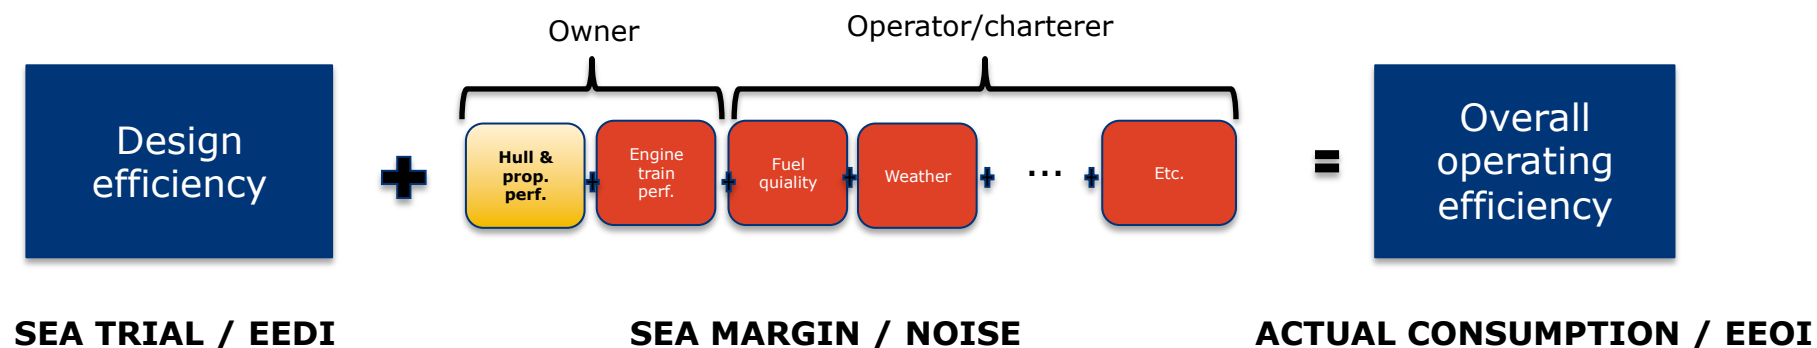 Owner
Operator/charterer
Design
efficiency
Hull &
prop.
perf.
Engine
train
perf.
Fuel
quiality
Weather
...
Etc.
Overall
operating
efficiency
SEA TRIAL / EEDI
SEA MARGIN / NOISE
ACTUAL CONSUMPTION / EEOI